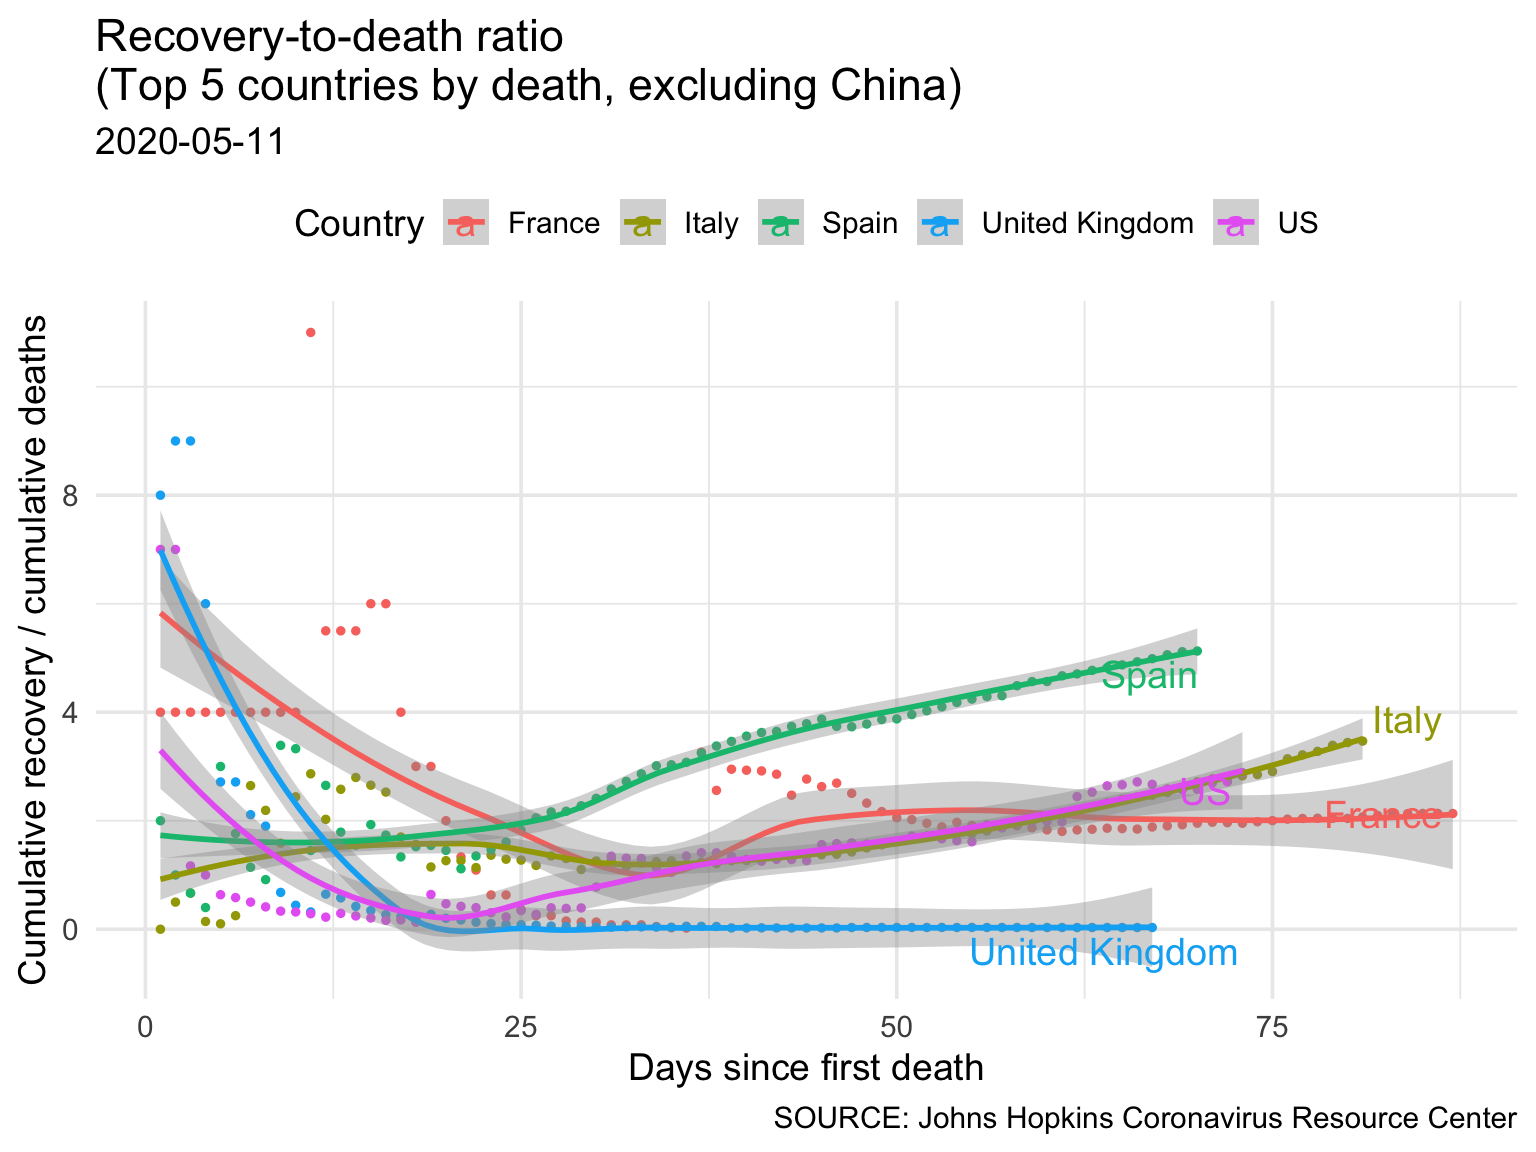 Recovery-to-death ratio
(Top 5 countries by death, excluding China)
2020-05-11
Country a France a Italy a Spain a United Kingdom a US
Cumulative recovery / cumulative deaths
8
4
0
Spain
Italy
US
France
United Kingdom
0 25 50 75
Days since first death
SOURCE: Johns Hopkins Coronavirus Resource Center